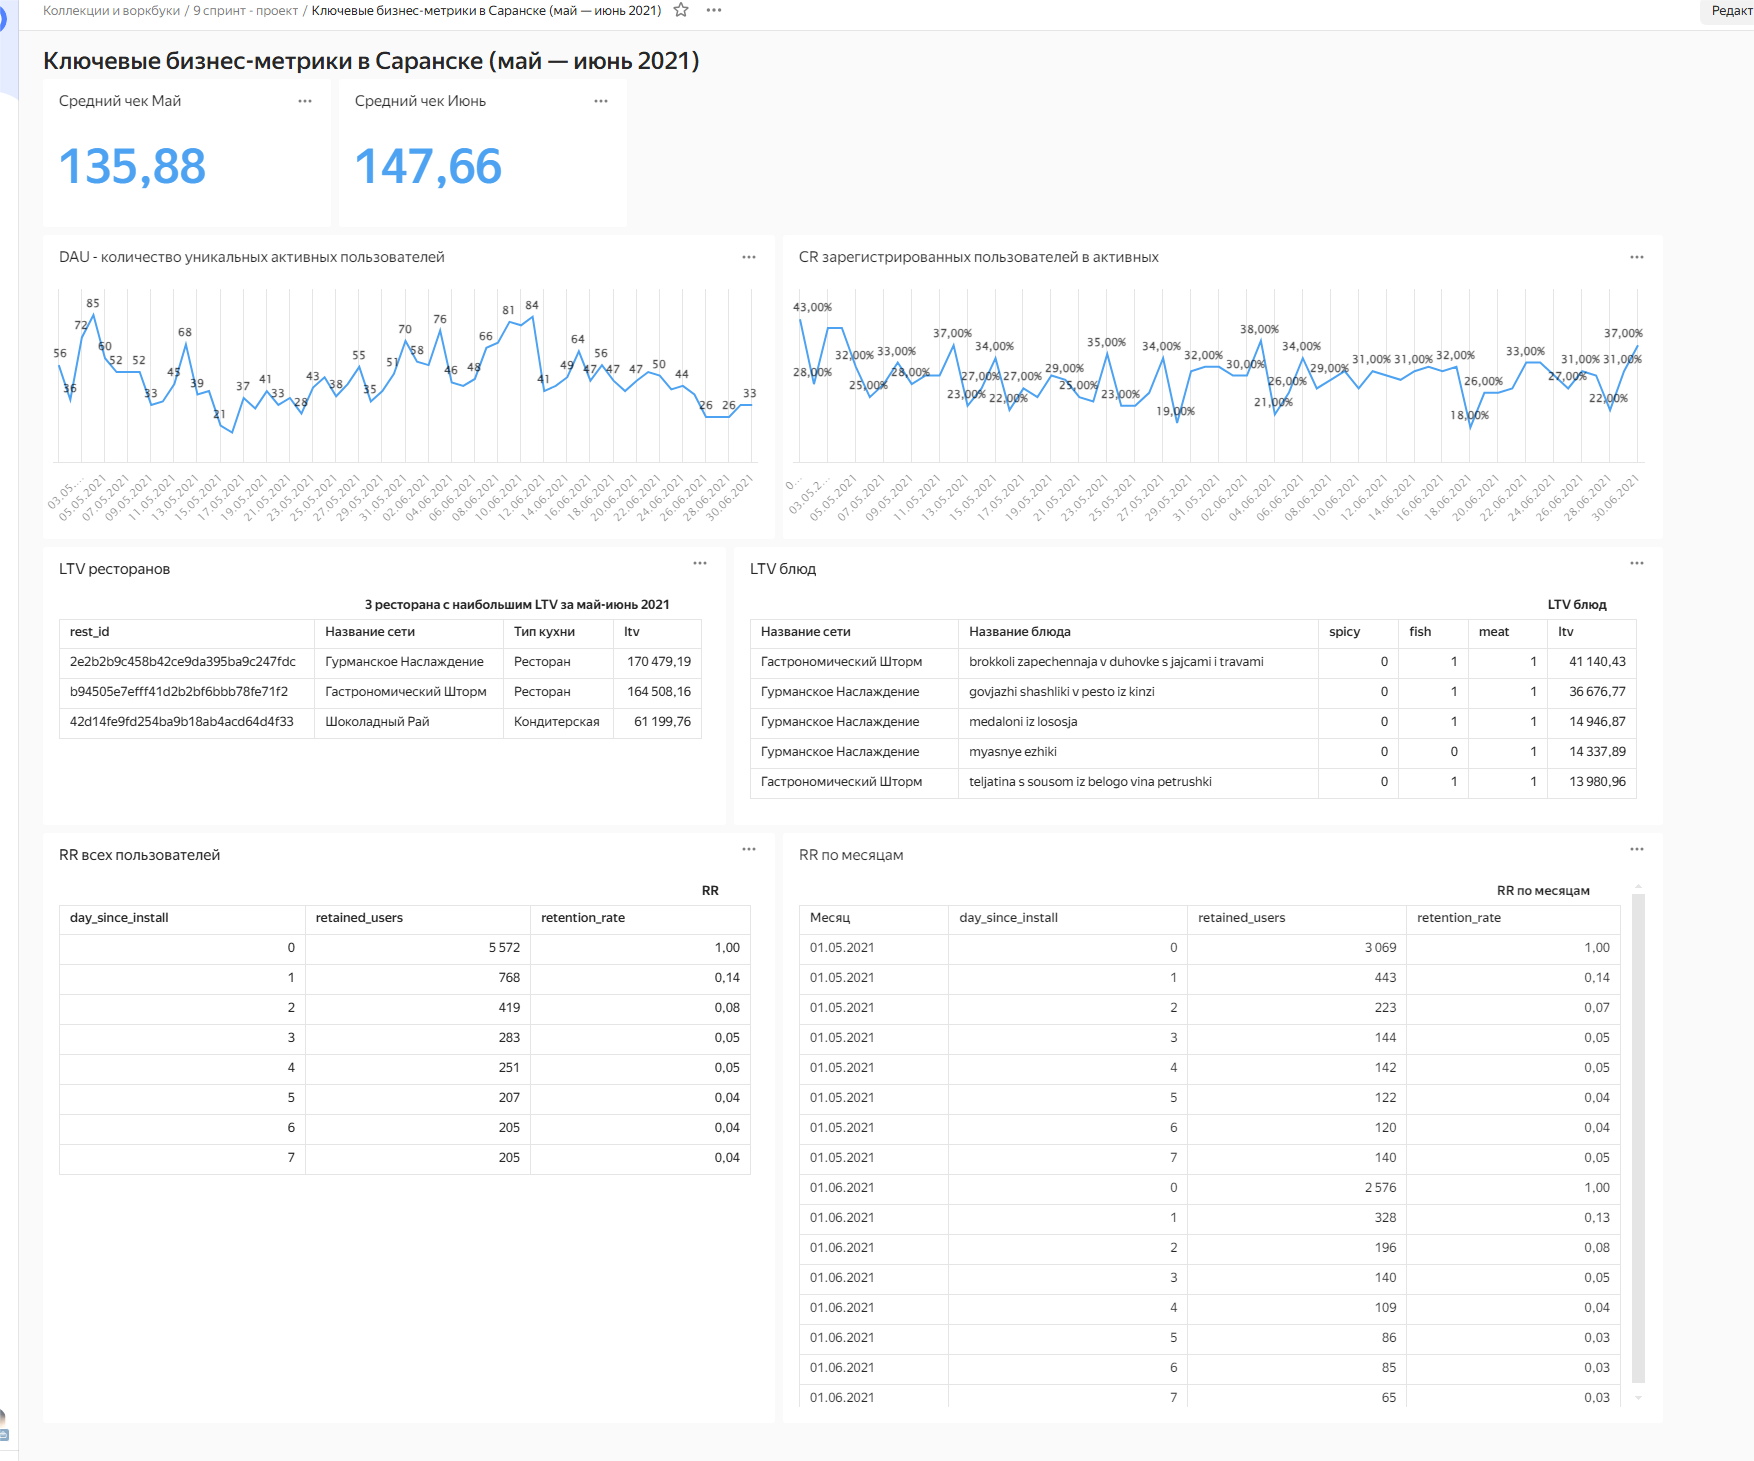 Коллекции и воркбуки / 9 спринт - проект / Ключевые бизнес-метрики в Саранске (май — июнь 2021)
Редакт
Ключевые бизнес-метрики в Саранске (май — июнь 2021)
Средний чек Май
135,88
Средний чек Июнь
147,66
DAU - количество уникальных активных пользователей
56 36 72 85 60 52 52 33 45 68 39 21 37 41 33 28 43 38 55 35 51 70 58 76 46 48 66 81 84 41 49 64 47 56 47 47 50 44 26 26 33
03.05.... 05.05.2021 07.05.2021 09.05.2021 11.05.2021 13.05.2021 15.05.2021 17.05.2021 19.05.2021 21.05.2021 23.05.2021 25.05.2021 27.05.2021 29.05.2021 31.05.2021 02.06.2021 04.06.2021 06.06.2021 08.06.2021 10.06.2021 12.06.2021 14.06.2021 16.06.2021 18.06.2021 20.06.2021 22.06.2021 24.06.2021 26.06.2021 28.06.2021 30.06.2021
CR зарегистрированных пользователей в активных
43,00% 28,00% 32,00% 25,00% 33,00% 28,00% 37,00% 23,00% 27,00% 34,00% 22,00% 27,00% 29,00% 25,00% 35,00% 23,00% 34,00% 19,00% 32,00% 30,00% 38,00% 21,00% 26,00% 34,00% 29,00% 31,00% 31,00% 32,00% 18,00% 26,00% 33,00% 27,00% 31,00% 22,00% 31,00% 37,00%
0... 03.05.2... 05.05.2021 07.05.2021 09.05.2021 11.05.2021 13.05.2021 15.05.2021 17.05.2021 19.05.2021 21.05.2021 23.05.2021 25.05.2021 27.05.2021 29.05.2021 31.05.2021 02.06.2021 04.06.2021 06.06.2021 08.06.2021 10.06.2021 12.06.2021 14.06.2021 16.06.2021 18.06.2021 20.06.2021 22.06.2021 24.06.2021 26.06.2021 28.06.2021 30.06.2021
LTV ресторанов
3 ресторана с наибольшим LTV за май-июнь 2021
rest_id Название сети Тип кухни ltv
2e2b2b9c458b42ce9da395ba9c247fdc Гурманское Наслаждение Ресторан 170 479,19
b94505e7efff41d2b2bf6bbb78fe71f2 Гастрономический Шторм Ресторан 164 508,16
42d14fe9fd254ba9b18ab4acd64d4f33 Шоколадный Рай Кондитерская 61 199,76
LTV блюд
LTV блюд
Название сети Название блюда spicy fish meat ltv
Гастрономический Шторм brokkoli zapechennaja v duhovke s jajcami i travami 0 1 1 41 140,43
Гурманское Наслаждение govjazhi shashliki v pesto iz kinzi 0 1 1 36 676,77
Гурманское Наслаждение medaloni iz lososja 0 1 1 14 946,87
Гурманское Наслаждение myasnye ezhiki 0 0 1 14 337,89
Гастрономический Шторм teljatina s sousom iz belogo vina petrushki 0 1 1 13 980,96
RR всех пользователей
RR
day_since_install retained_users retention_rate
0 5 572 1,00
1 768 0,14
2 419 0,08
3 283 0,05
4 251 0,05
5 207 0,04
6 205 0,04
7 205 0,04
RR по месяцам
RR по месяцам
Месяц day_since_install retained_users retention_rate
01.05.2021 0 3 069 1,00
01.05.2021 1 443 0,14
01.05.2021 2 223 0,07
01.05.2021 3 144 0,05
01.05.2021 4 142 0,05
01.05.2021 5 122 0,04
01.05.2021 6 120 0,04
01.05.2021 7 140 0,05
01.06.2021 0 2 576 1,00
01.06.2021 1 328 0,13
01.06.2021 2 196 0,08
01.06.2021 3 140 0,05
01.06.2021 4 109 0,04
01.06.2021 5 86 0,03
01.06.2021 6 85 0,03
01.06.2021 7 65 0,03